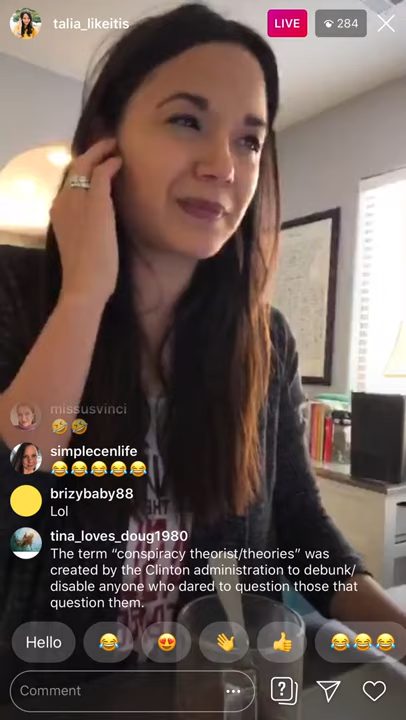 talia_likeitis
LIVE
284
missusvinci
🤣🤣
simplecenlife
😂😂😂😂😂
brizybaby88
Lol
tina_loves_doug1980
The term “conspiracy theorist/theories” was
created by the Clinton administration to debunk/
disable anyone who dared to question those that
question them.
Hello 😂 😍 👋 👍 😂😂😂
Comment
?